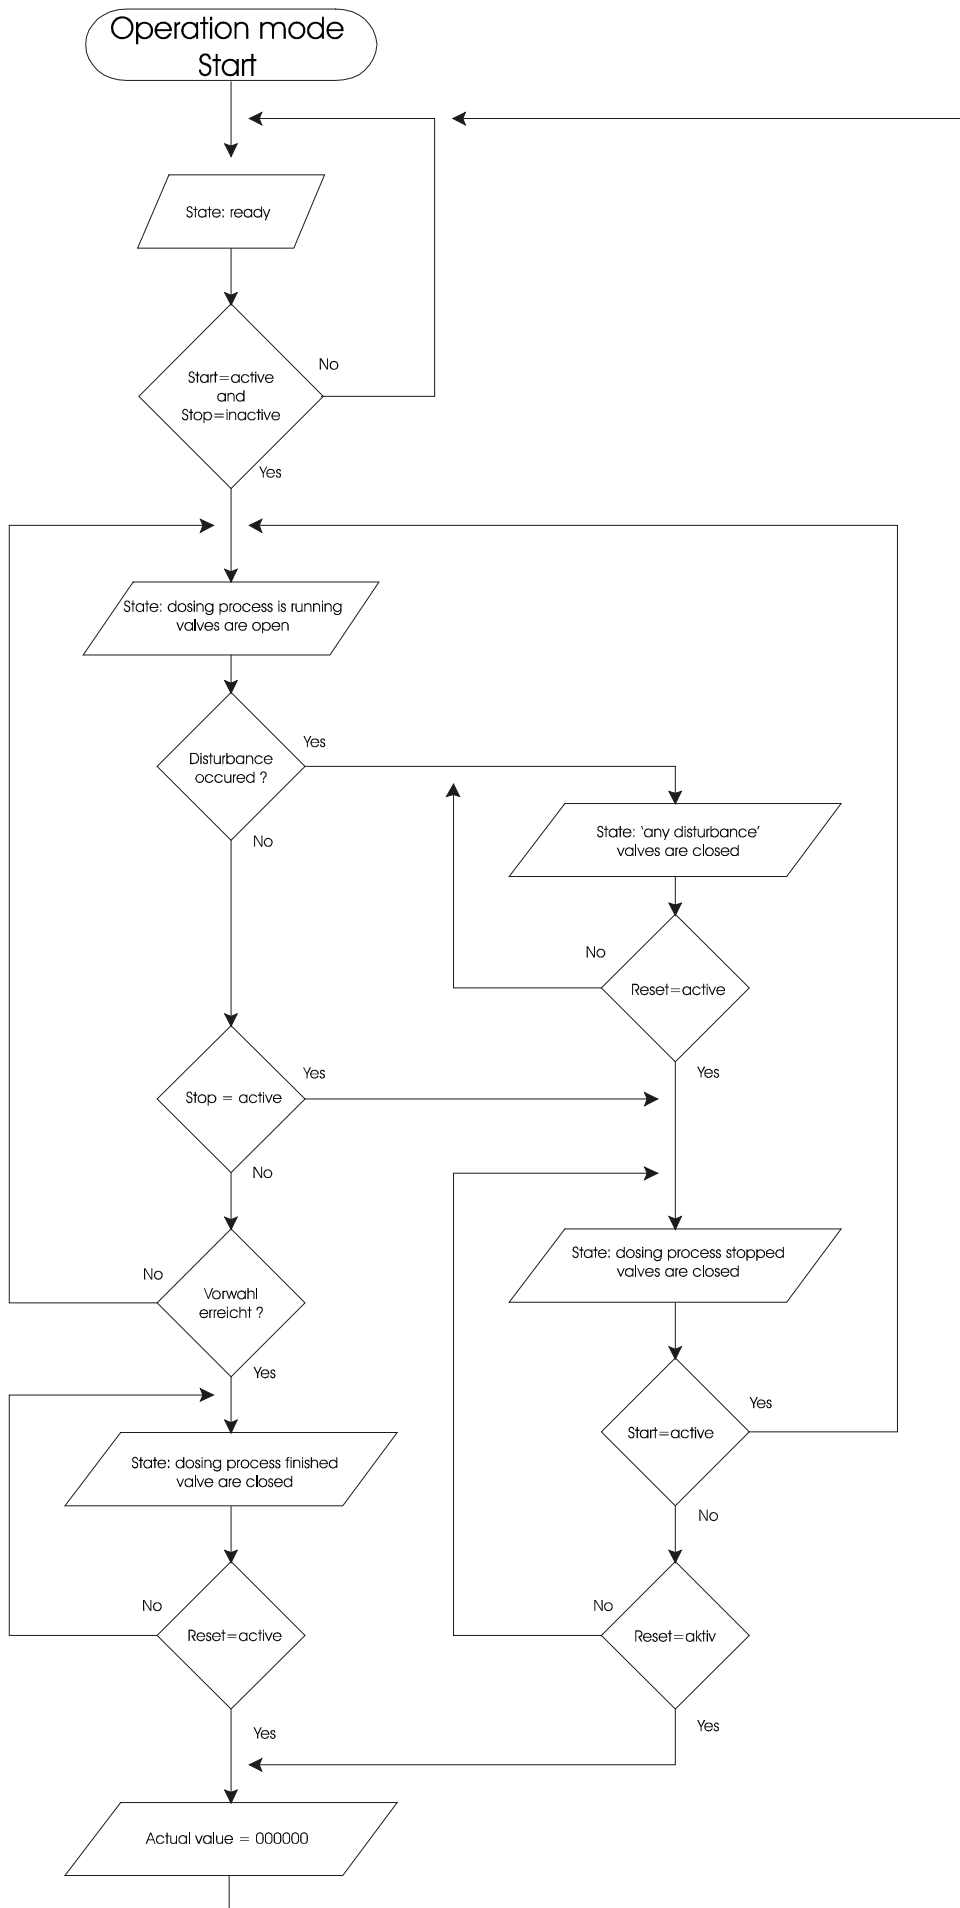 Operation mode
Start
State: ready
Start=active
and
Stop=inactive
No
Yes
State: dosing process is running
valves are open
Disturbance
occured ?
Yes
No
State: ‘any disturbance’
valves are closed
Reset=active
No
Yes
Stop = active
Yes
No
State: dosing process stopped
valves are closed
Vorwahl
erreicht ?
No
Yes
Start=active
Yes
No
State: dosing process finished
valve are closed
Reset=active
No
Yes
Reset=aktiv
No
Yes
Actual value = 000000